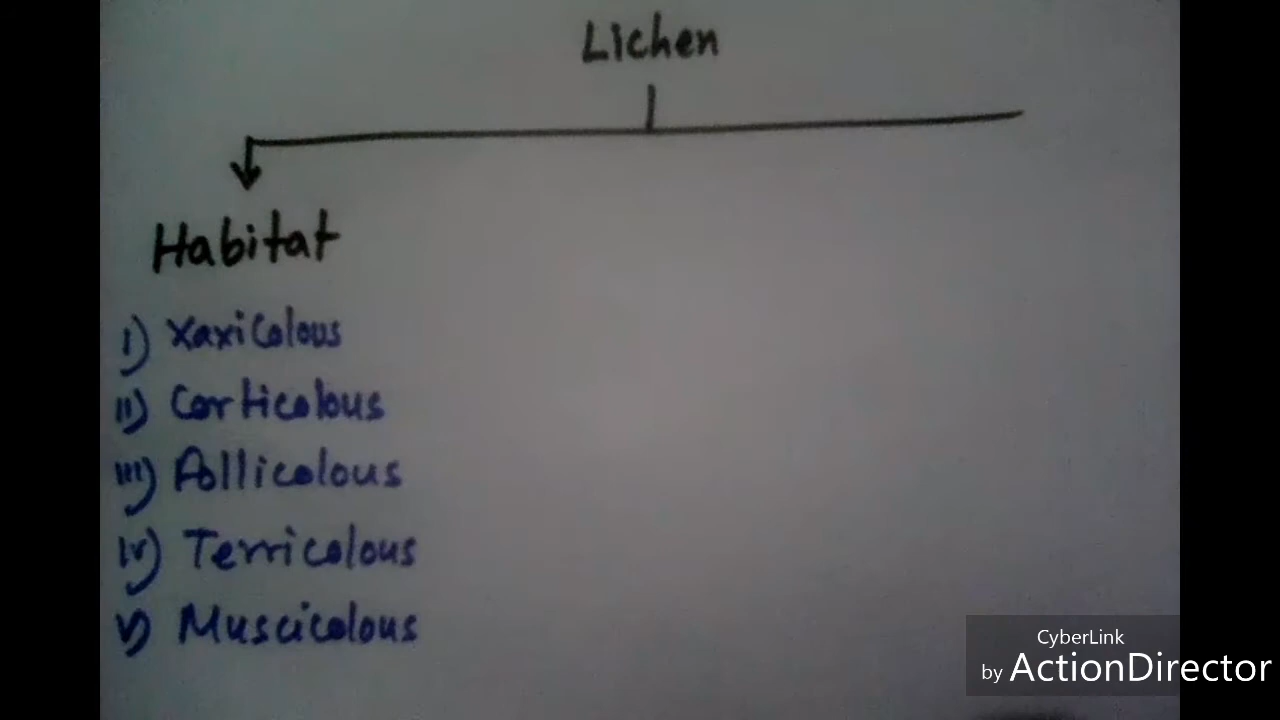 Lichen
Habitat
I) Xaxicolous
II) Corticolous
III) Follicolous
IV) Terricolous
V) Muscicolous
CyberLink
by ActionDirector